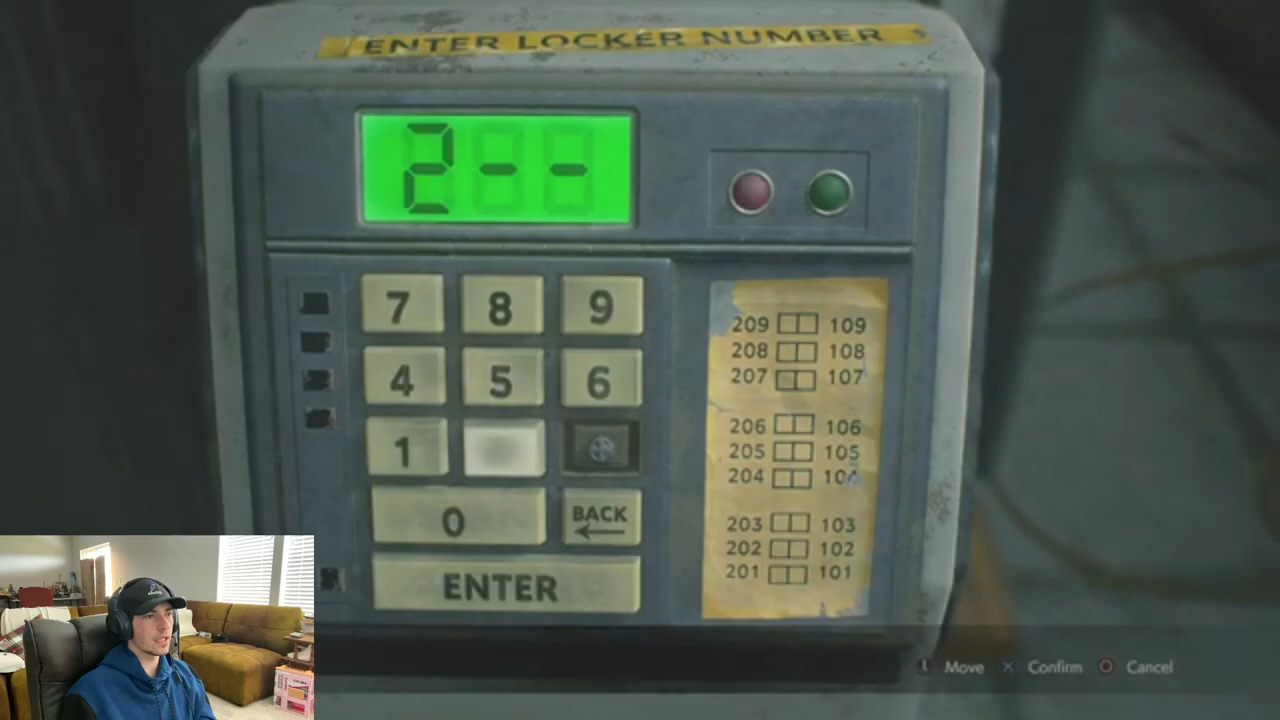 ENTER LOCKER NUMBER
2--
7 8 9
4 5 6
1
0 BACK
ENTER
209 109
208 108
207 107
206 106
205 105
204 104
203 103
202 102
201 101
Move Confirm Cancel